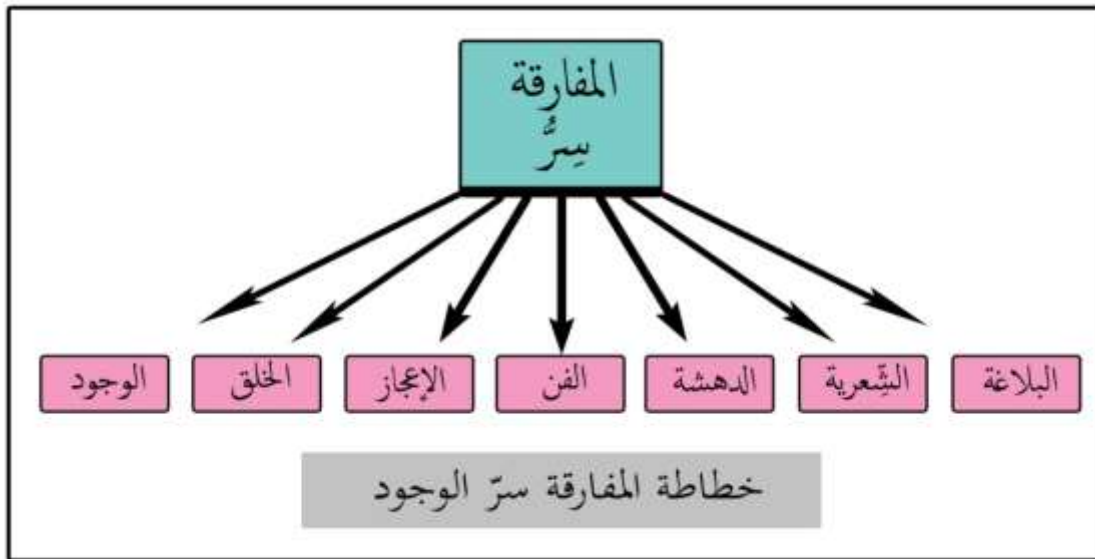 المفارقة
سِرُّ
البلاغة
الشِّعرية
الدهشة
الفن
الإعجاز
الخلق
الوجود
خطاطة المفارقة سرّ الوجود